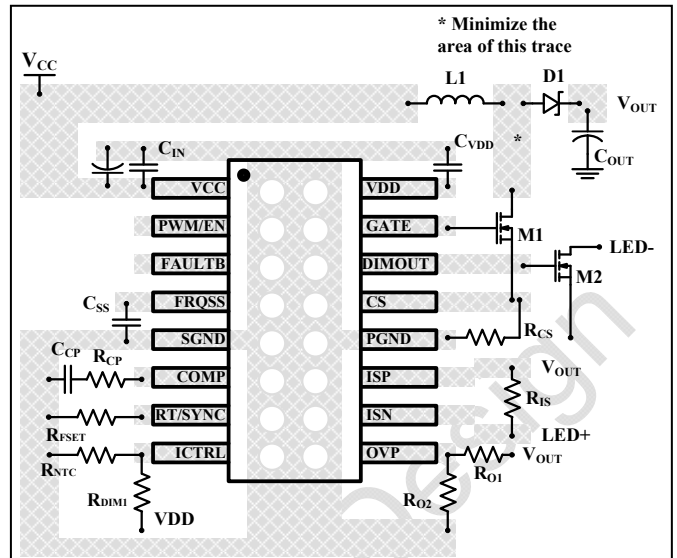 * Minimize the
area of this trace
VCC
L1
D1
VOUT
*
CIN
CVDD
COUT
VCC
VDD
PWM/EN
GATE
M1
FAULTB
DIMOUT
LED-
M2
CSS
FRQSS
CS
RCS
SGND
PGND
CCP
RCP
COMP
ISP
VOUT
RIS
RT/SYNC
ISN
RFSET
LED+
ICTRL
OVP
VOUT
RNTC
RO1
RDIM1
RO2
VDD
Design